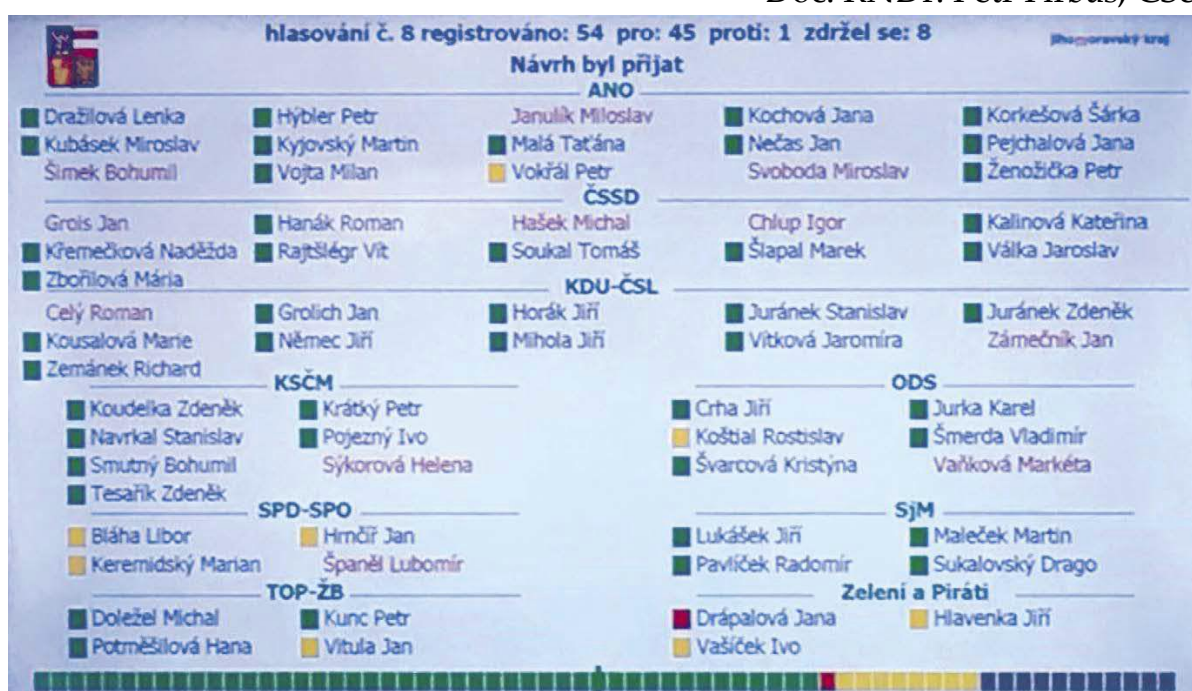 Doc. RNDr. Petr Firbas, CSc
hlasování č. 8 registrováno: 54 pro: 45 proti: 1 zdržel se: 8
jihomoravský kraj
Návrh byl přijat
ANO
Dražilová Lenka Hýbler Petr Janulík Miloslav Kochová Jana Korkešová Šárka
Kubásek Miroslav Kyjovský Martin Malá Taťána Nečas Jan Pejchalová Jana
Šimek Bohumil Vojta Milan Vokřál Petr Svoboda Miroslav Ženožička Petr
ČSSD
Grois Jan Hanák Roman Hašek Michal Chlup Igor Kalinová Kateřina
Křemečková Naděžda Rajtšlégr Vít Soukal Tomáš Šlapal Marek Válka Jaroslav
Zbořilová Mária
KDU-ČSL
Celý Roman Grolich Jan Horák Jiří Juránek Stanislav Juránek Zdeněk
Kousalová Marie Němec Jiří Mihola Jiří Vítková Jaromíra Zámečník Jan
Zemánek Richard
KSČM ODS
Koudelka Zdeněk Krátký Petr Crha Jiří Jurka Karel
Navrkal Stanislav Pojezný Ivo Koštial Rostislav Šmerda Vladimír
Smutný Bohumil Sýkorová Helena Švarcová Kristýna Vaňková Markéta
Tesařík Zdeněk
SPD-SPO SjM
Bláha Libor Hrnčíř Jan Lukášek Jiří Maleček Martin
Keremidský Marian Španěl Lubomír Pavlíček Radomír Sukalovský Drago
TOP-ŽB Zelení a Piráti
Doležel Michal Kunc Petr Drápalová Jana Hlavenka Jiří
Potměšilová Hana Vitula Jan Vašíček Ivo